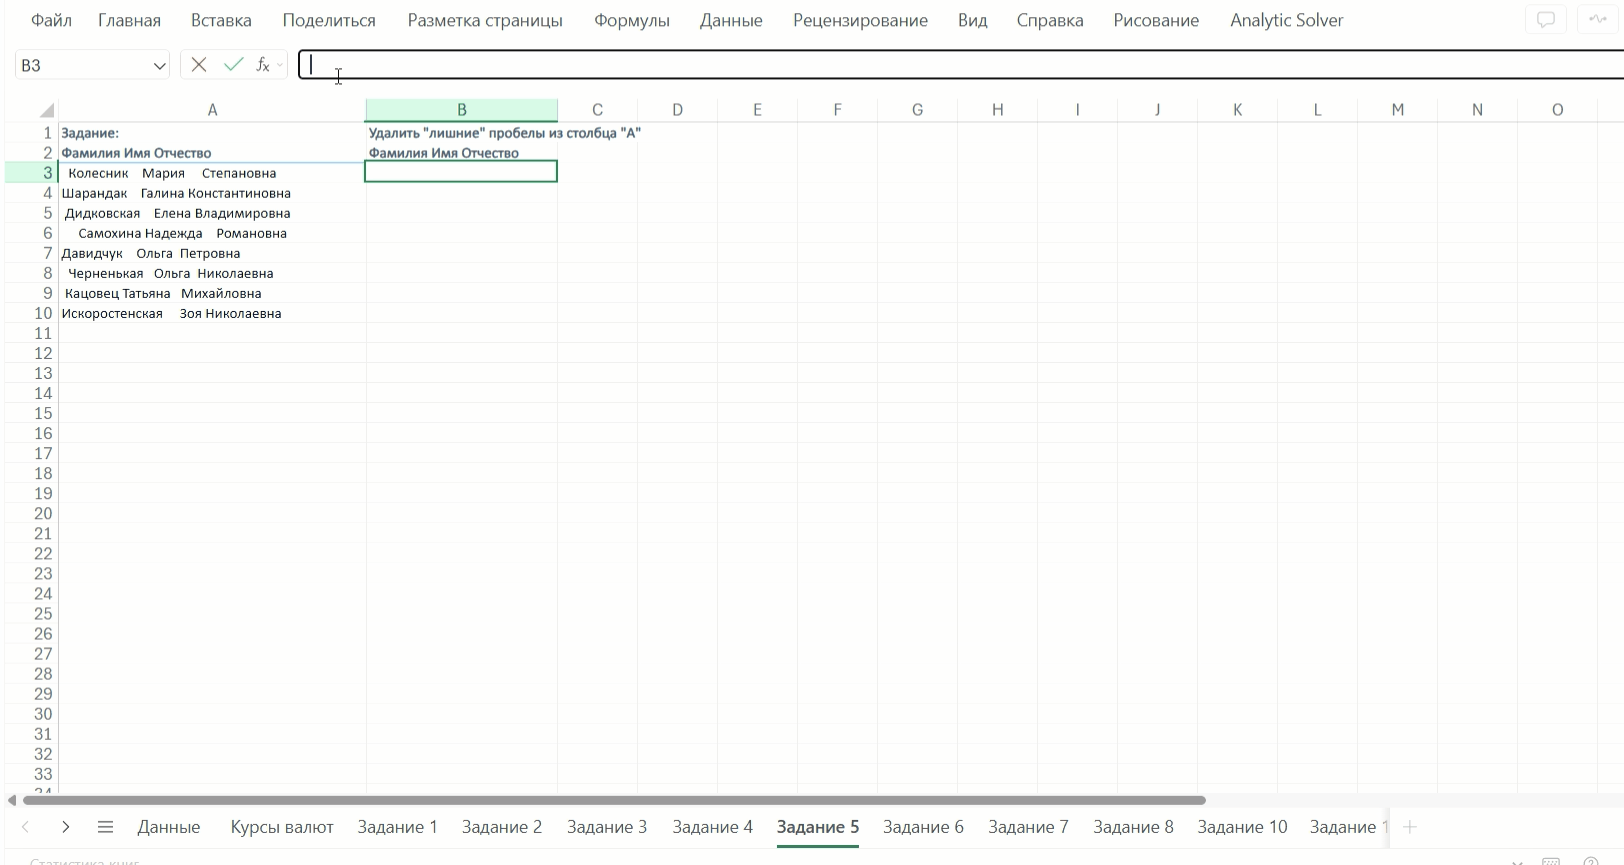 Файл Главная Вставка Поделиться Разметка страницы Формулы Данные Рецензирование Вид Справка Рисование Analytic Solver
B3 fx
A B C D E F G H I J K L M N O
1 Задание: Удалить "лишние" пробелы из столбца "А"
2 Фамилия Имя Отчество Фамилия Имя Отчество
3 Колесник Мария Степановна
4 Шарандак Галина Константиновна
5 Дидковская Елена Владимировна
6 Самохина Надежда Романовна
7 Давидчук Ольга Петровна
8 Черненькая Ольга Николаевна
9 Кацовец Татьяна Михайловна
10 Искоростенская Зоя Николаевна
11
12
13
14
15
16
17
18
19
20
21
22
23
24
25
26
27
28
29
30
31
32
33
34
Данные Курсы валют Задание 1 Задание 2 Задание 3 Задание 4 Задание 5 Задание 6 Задание 7 Задание 8 Задание 10 Задание 1
Статистика книг